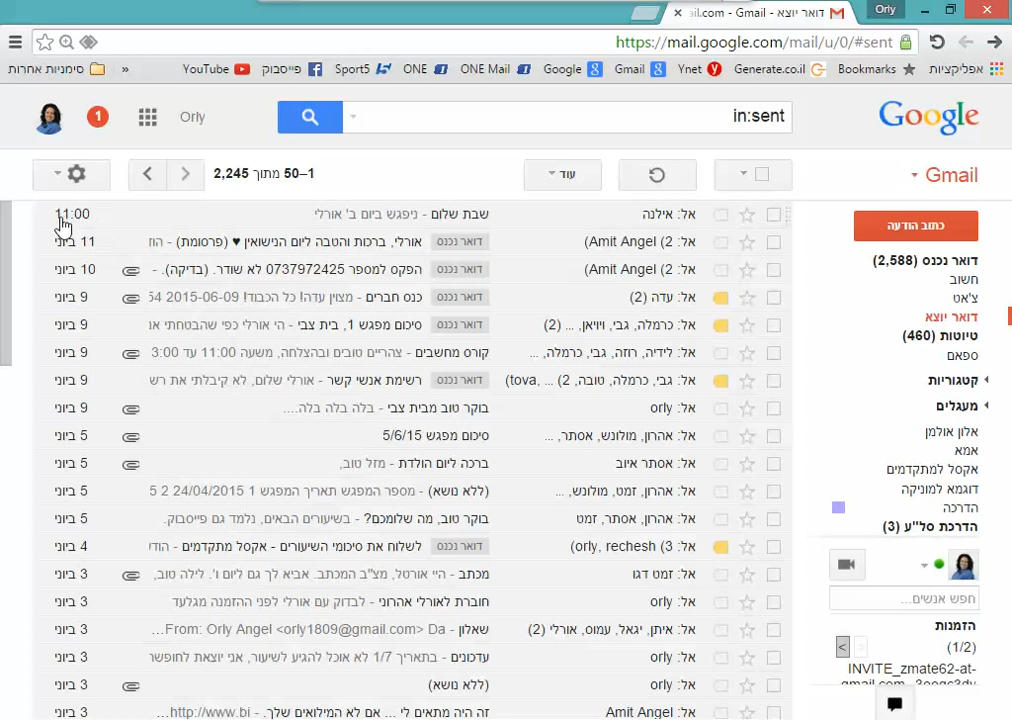 דואר יוצא - Gmail - ail.com
Orly
https://mail.google.com/mail/u/0/#sent
אפליקציות Bookmarks Generate.co.il Ynet Gmail Google ONE Mail ONE Sport5 פייסבוק YouTube » סימניות אחרות
Google
in:sent
Orly
1
Gmail
עוד
1–50 מתוך 2,245
כתוב הודעה
דואר נכנס (2,588)
חשוב
צ'אט
דואר יוצא
טיוטות (460)
ספאם
קטגוריות
מעגלים
אלון אולמן
אמא
אקסל למתקדמים
דוגמא למוניקה
הדרכה
הדרכת סל"ע (3)
חפש אנשים...
הזמנות
(1/2)
INVITE_zmate62-at-
אל: אילנה שבת שלום - ניפגש ביום ב' אורלי 11:00
אל: Amit Angel (2) דואר נכנס אורלי, ברכות והטבה ליום הנישואין ♥ (פרסומת) - הוז 11 ביוני
אל: Amit Angel (2) דואר נכנס הפקס למספר 0737972425 לא שודר. (בדיקה). - 10 ביוני
אל: עדה (2) דואר נכנס כנס חברים - מצוין עדה! כל הכבוד! 2015-06-09 54 9 ביוני
אל: כרמלה, גבי, ויויאן, ... (2) דואר נכנס סיכום מפגש 1, בית צבי - הי אורלי כפי שהבטחתי אנ 9 ביוני
אל: לידיה, רוזה, גבי, כרמלה, ... קורס מחשבים - צהריים טובים ובהצלחה, משעה 11:00 עד 3:00 9 ביוני
אל: גבי, כרמלה, טובה, tova, ... (2) דואר נכנס רשימת אנשי קשר - אורלי שלום, לא קיבלתי את רש 9 ביוני
אל: orly בוקר טוב מבית צבי - בלה בלה בלה.... 9 ביוני
אל: אהרון, מולונש, אסתר, ... סיכום מפגש 5/6/15 5 ביוני
אל: אסתר איוב ברכה ליום הולדת - מזל טוב, 5 ביוני
אל: אהרון, זמט, מולונש, ... (ללא נושא) - מספר המפגש תאריך המפגש 1 24/04/2015 2 5 5 ביוני
אל: אהרון, אסתר, זמט בוקר טוב, מה שלומכם? - בשיעורים הבאים, נלמד גם פייסבוק. 5 ביוני
אל: orly, rechesh (3) דואר נכנס לשלוח את סיכומי השיעורים - אקסל מתקדמים - הודי 4 ביוני
אל: זמט דגו מכתב - היי אורטל, מצ"ב המכתב. אביא לך גם ליום ו'. לילה טוב, 3 ביוני
אל: orly חוברת לאורלי אהרוני - לבדוק עם אורלי לפני ההזמנה מגלעד 3 ביוני
אל: איתן, יגאל, עמוס, אורלי (2) שאלון - From: Orly Angel <orly1809@gmail.com> Da... 3 ביוני
אל: orly עדכונים - בתאריך 1/7 לא אוכל להגיע לשיעור, אני יוצאת לחופשר 3 ביוני
אל: orly (ללא נושא) 3 ביוני
אל: Amit Angel זה היה מתאים לי ... אם לא המילואים שלך. - http://www.bi... 3 ביוני